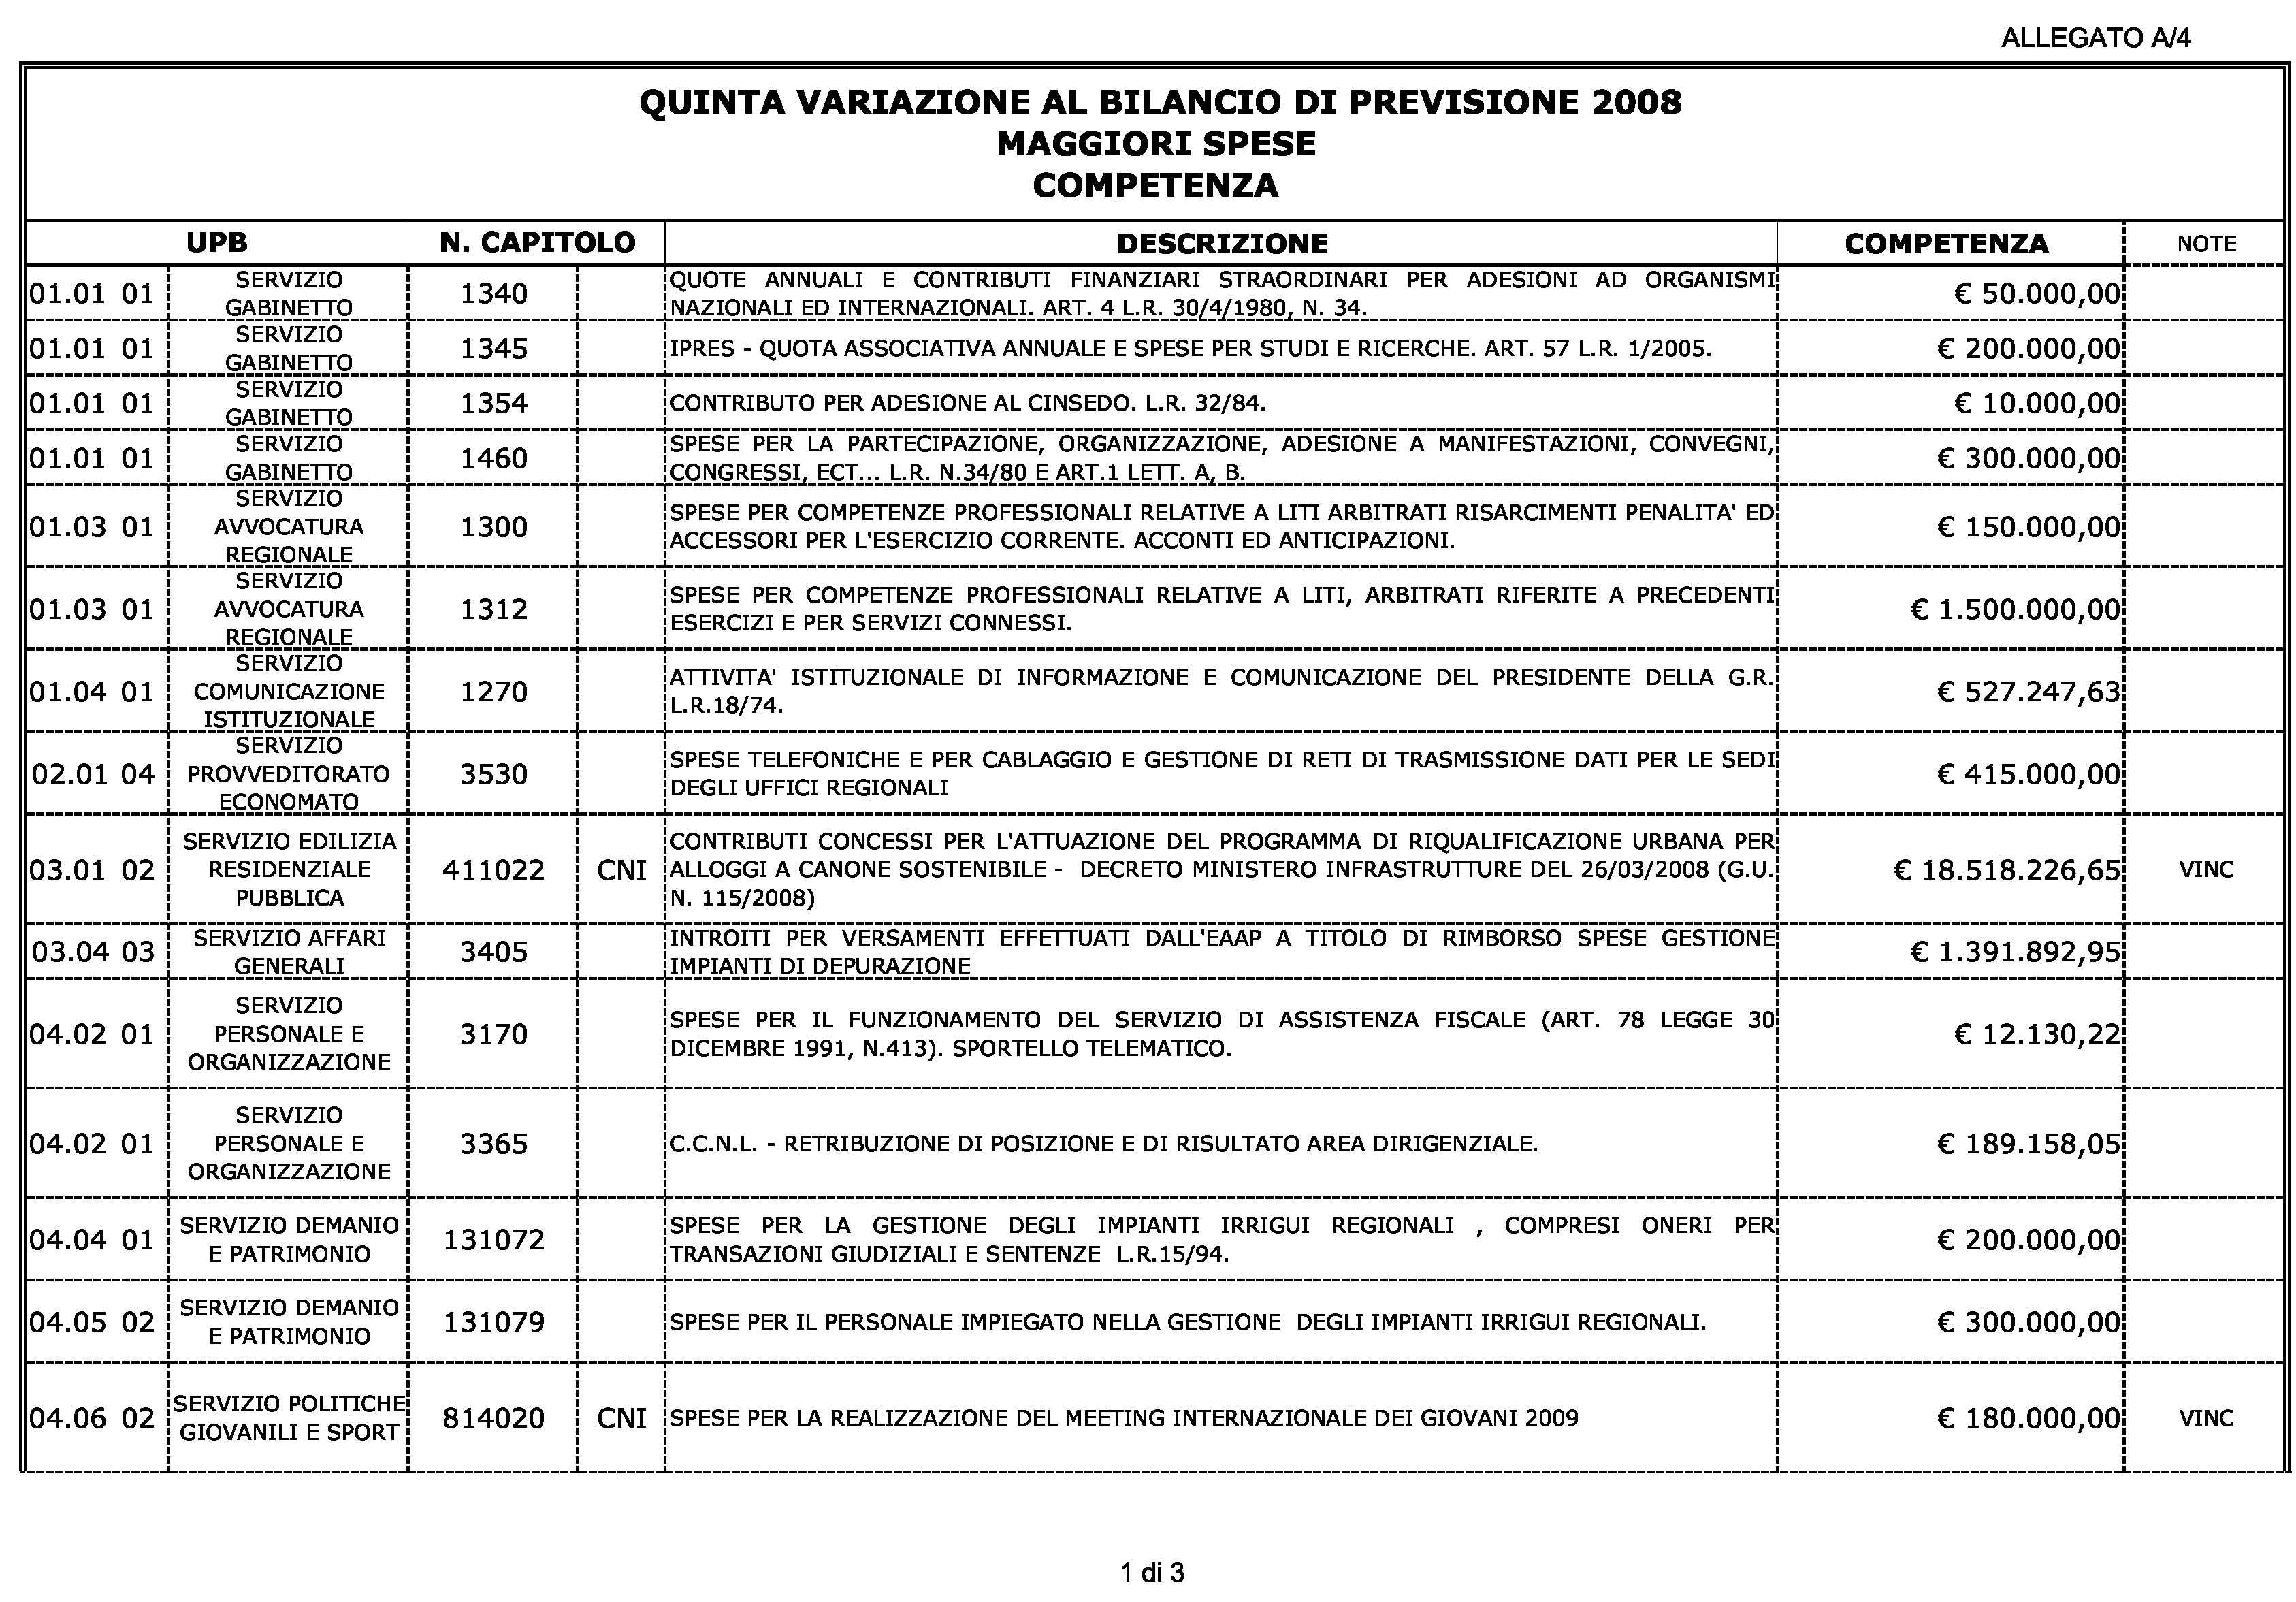 ALLEGATO A/4
QUINTA VARIAZIONE AL BILANCIO DI PREVISIONE 2008
MAGGIORI SPESE
COMPETENZA
UPB N. CAPITOLO DESCRIZIONE COMPETENZA NOTE
01.01 01 SERVIZIO GABINETTO 1340 QUOTE ANNUALI E CONTRIBUTI FINANZIARI STRAORDINARI PER ADESIONI AD ORGANISMI
NAZIONALI ED INTERNAZIONALI. ART. 4 L.R. 30/4/1980, N. 34. € 50.000,00
01.01 01 SERVIZIO GABINETTO 1345 IPRES - QUOTA ASSOCIATIVA ANNUALE E SPESE PER STUDI E RICERCHE. ART. 57 L.R. 1/2005. € 200.000,00
01.01 01 SERVIZIO GABINETTO 1354 CONTRIBUTO PER ADESIONE AL CINSEDO. L.R. 32/84. € 10.000,00
01.01 01 SERVIZIO GABINETTO 1460 SPESE PER LA PARTECIPAZIONE, ORGANIZZAZIONE, ADESIONE A MANIFESTAZIONI, CONVEGNI,
CONGRESSI, ECT... L.R. N.34/80 E ART.1 LETT. A, B. € 300.000,00
01.03 01 SERVIZIO AVVOCATURA REGIONALE 1300 SPESE PER COMPETENZE PROFESSIONALI RELATIVE A LITI ARBITRATI RISARCIMENTI PENALITA' ED
ACCESSORI PER L'ESERCIZIO CORRENTE. ACCONTI ED ANTICIPAZIONI. € 150.000,00
01.03 01 SERVIZIO AVVOCATURA REGIONALE 1312 SPESE PER COMPETENZE PROFESSIONALI RELATIVE A LITI, ARBITRATI RIFERITE A PRECEDENTI
ESERCIZI E PER SERVIZI CONNESSI. € 1.500.000,00
01.04 01 SERVIZIO COMUNICAZIONE ISTITUZIONALE 1270 ATTIVITA' ISTITUZIONALE DI INFORMAZIONE E COMUNICAZIONE DEL PRESIDENTE DELLA G.R.
L.R.18/74. € 527.247,63
02.01 04 SERVIZIO PROVVEDITORATO ECONOMATO 3530 SPESE TELEFONICHE E PER CABLAGGIO E GESTIONE DI RETI DI TRASMISSIONE DATI PER LE SEDI
DEGLI UFFICI REGIONALI € 415.000,00
03.01 02 SERVIZIO EDILIZIA RESIDENZIALE PUBBLICA 411022 CNI CONTRIBUTI CONCESSI PER L'ATTUAZIONE DEL PROGRAMMA DI RIQUALIFICAZIONE URBANA PER
ALLOGGI A CANONE SOSTENIBILE - DECRETO MINISTERO INFRASTRUTTURE DEL 26/03/2008 (G.U.
N. 115/2008) € 18.518.226,65 VINC
03.04 03 SERVIZIO AFFARI GENERALI 3405 INTROITI PER VERSAMENTI EFFETTUATI DALL'EAAP A TITOLO DI RIMBORSO SPESE GESTIONE
IMPIANTI DI DEPURAZIONE € 1.391.892,95
04.02 01 SERVIZIO PERSONALE E ORGANIZZAZIONE 3170 SPESE PER IL FUNZIONAMENTO DEL SERVIZIO DI ASSISTENZA FISCALE (ART. 78 LEGGE 30
DICEMBRE 1991, N.413). SPORTELLO TELEMATICO. € 12.130,22
04.02 01 SERVIZIO PERSONALE E ORGANIZZAZIONE 3365 C.C.N.L. - RETRIBUZIONE DI POSIZIONE E DI RISULTATO AREA DIRIGENZIALE. € 189.158,05
04.04 01 SERVIZIO DEMANIO E PATRIMONIO 131072 SPESE PER LA GESTIONE DEGLI IMPIANTI IRRIGUI REGIONALI , COMPRESI ONERI PER
TRANSAZIONI GIUDIZIALI E SENTENZE L.R.15/94. € 200.000,00
04.05 02 SERVIZIO DEMANIO E PATRIMONIO 131079 SPESE PER IL PERSONALE IMPIEGATO NELLA GESTIONE DEGLI IMPIANTI IRRIGUI REGIONALI. € 300.000,00
04.06 02 SERVIZIO POLITICHE GIOVANILI E SPORT 814020 CNI SPESE PER LA REALIZZAZIONE DEL MEETING INTERNAZIONALE DEI GIOVANI 2009 € 180.000,00 VINC
1 di 3